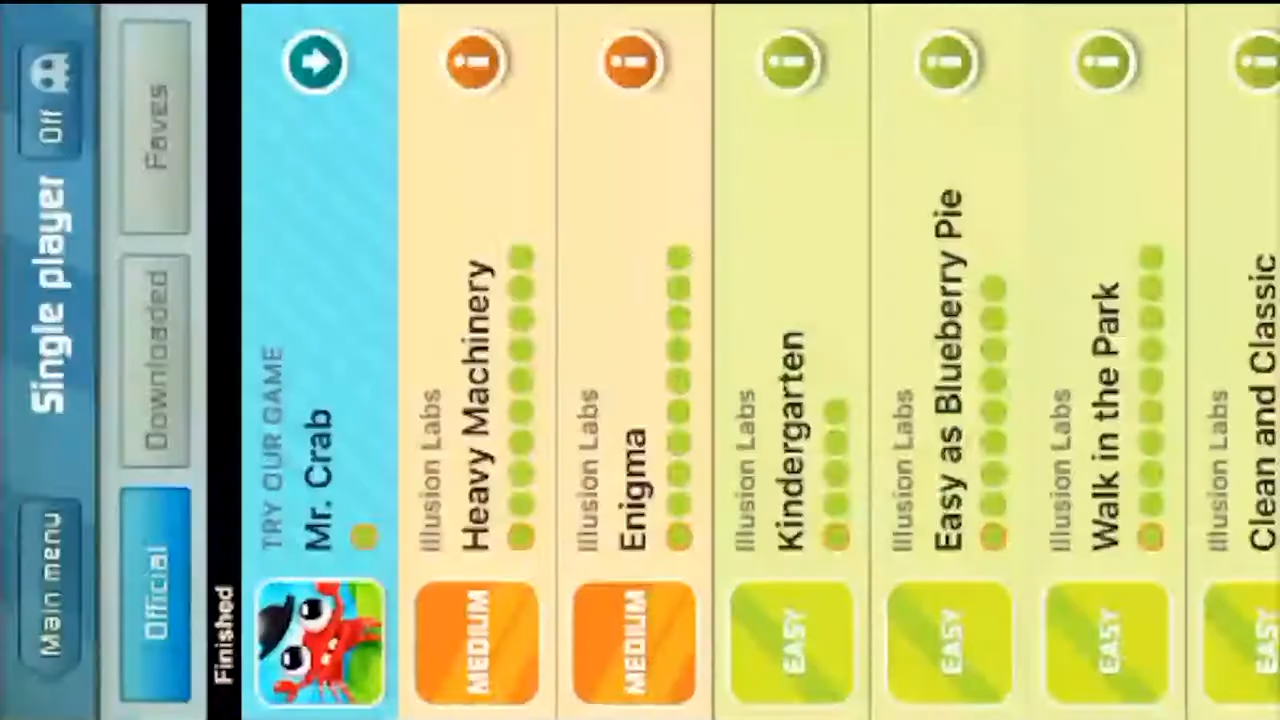 Main menu
Single player
Off
Official
Downloaded
Faves
Finished
TRY OUR GAME
Mr. Crab
Illusion Labs
Heavy Machinery
MEDIUM
Illusion Labs
Enigma
MEDIUM
Illusion Labs
Kindergarten
EASY
Illusion Labs
Easy as Blueberry Pie
EASY
Illusion Labs
Walk in the Park
EASY
Illusion Labs
Clean and Classic
EASY